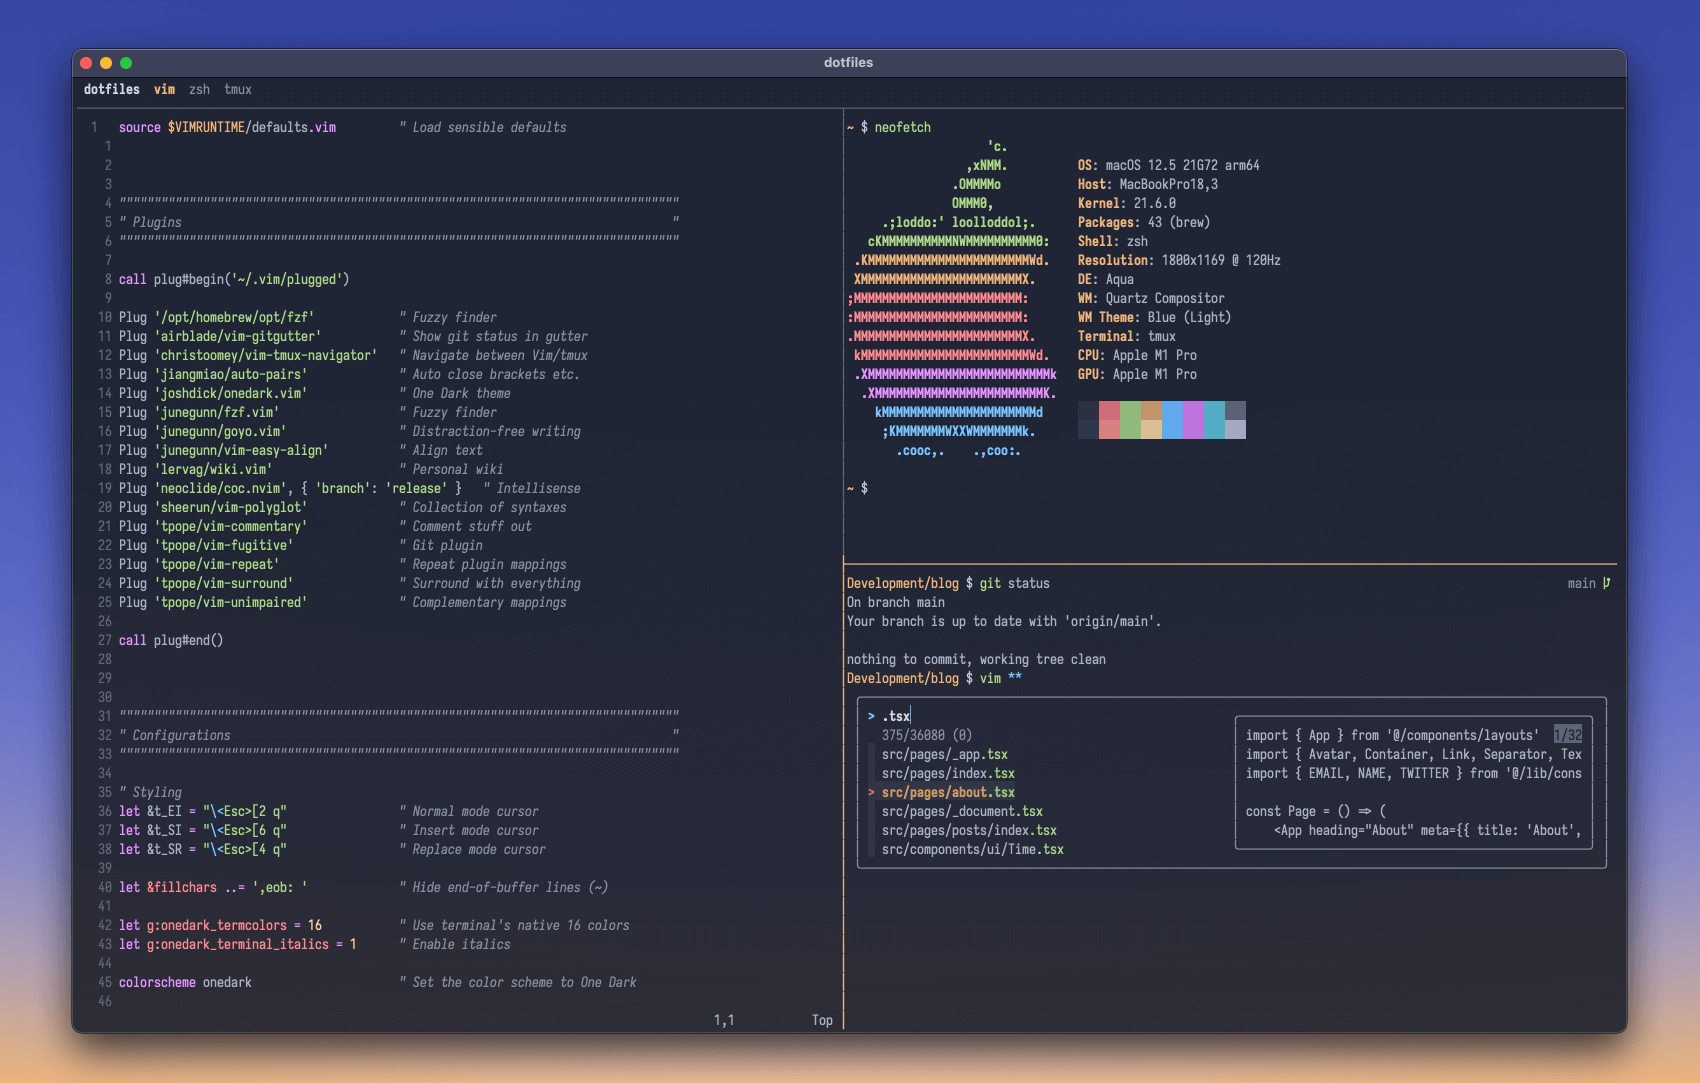 dotfiles
dotfiles vim zsh tmux
1 source $VIMRUNTIME/defaults.vim " Load sensible defaults
1
2
3
4 """"""""""""""""""""""""""""""""""""""""""""""""""""""""""""""""""""""""""""""""
5 " Plugins "
6 """"""""""""""""""""""""""""""""""""""""""""""""""""""""""""""""""""""""""""""""
7
8 call plug#begin('~/.vim/plugged')
9
10 Plug '/opt/homebrew/opt/fzf' " Fuzzy finder
11 Plug 'airblade/vim-gitgutter' " Show git status in gutter
12 Plug 'christoomey/vim-tmux-navigator' " Navigate between Vim/tmux
13 Plug 'jiangmiao/auto-pairs' " Auto close brackets etc.
14 Plug 'joshdick/onedark.vim' " One Dark theme
15 Plug 'junegunn/fzf.vim' " Fuzzy finder
16 Plug 'junegunn/goyo.vim' " Distraction-free writing
17 Plug 'junegunn/vim-easy-align' " Align text
18 Plug 'lervag/wiki.vim' " Personal wiki
19 Plug 'neoclide/coc.nvim', { 'branch': 'release' } " Intellisense
20 Plug 'sheerun/vim-polyglot' " Collection of syntaxes
21 Plug 'tpope/vim-commentary' " Comment stuff out
22 Plug 'tpope/vim-fugitive' " Git plugin
23 Plug 'tpope/vim-repeat' " Repeat plugin mappings
24 Plug 'tpope/vim-surround' " Surround with everything
25 Plug 'tpope/vim-unimpaired' " Complementary mappings
26
27 call plug#end()
28
29
30
31 """"""""""""""""""""""""""""""""""""""""""""""""""""""""""""""""""""""""""""""""
32 " Configurations "
33 """"""""""""""""""""""""""""""""""""""""""""""""""""""""""""""""""""""""""""""""
34
35 " Styling
36 let &t_EI = "\<Esc>[2 q" " Normal mode cursor
37 let &t_SI = "\<Esc>[6 q" " Insert mode cursor
38 let &t_SR = "\<Esc>[4 q" " Replace mode cursor
39
40 let &fillchars ..= ',eob: ' " Hide end-of-buffer lines (~)
41
42 let g:onedark_termcolors = 16 " Use terminal's native 16 colors
43 let g:onedark_terminal_italics = 1 " Enable italics
44
45 colorscheme onedark " Set the color scheme to One Dark
46
1,1 Top
~ $ neofetch
'c.
,xNMM.
.OMMMMo
OMMM0,
.;loddo:' loolloddol;.
cKMMMMMMMMMMNWMMMMMMMMMM0:
.KMMMMMMMMMMMMMMMMMMMMMMMWd.
XMMMMMMMMMMMMMMMMMMMMMMMX.
;MMMMMMMMMMMMMMMMMMMMMMMM:
:MMMMMMMMMMMMMMMMMMMMMMMM:
.MMMMMMMMMMMMMMMMMMMMMMMMX.
kMMMMMMMMMMMMMMMMMMMMMMMMWd.
.XMMMMMMMMMMMMMMMMMMMMMMMMMMk
.XMMMMMMMMMMMMMMMMMMMMMMMMK.
kMMMMMMMMMMMMMMMMMMMMMMd
;KMMMMMMMWXXWMMMMMMMk.
.cooc,. .,coo:.
OS: macOS 12.5 21G72 arm64
Host: MacBookPro18,3
Kernel: 21.6.0
Packages: 43 (brew)
Shell: zsh
Resolution: 1800x1169 @ 120Hz
DE: Aqua
WM: Quartz Compositor
WM Theme: Blue (Light)
Terminal: tmux
CPU: Apple M1 Pro
GPU: Apple M1 Pro
~ $
Development/blog $ git status main
On branch main
Your branch is up to date with 'origin/main'.
nothing to commit, working tree clean
Development/blog $ vim **
> .tsx
375/36080 (0)
src/pages/_app.tsx
src/pages/index.tsx
> src/pages/about.tsx
src/pages/_document.tsx
src/pages/posts/index.tsx
src/components/ui/Time.tsx
import { App } from '@/components/layouts' 1/32
import { Avatar, Container, Link, Separator, Tex
import { EMAIL, NAME, TWITTER } from '@/lib/cons
const Page = () => (
<App heading="About" meta={{ title: 'About',